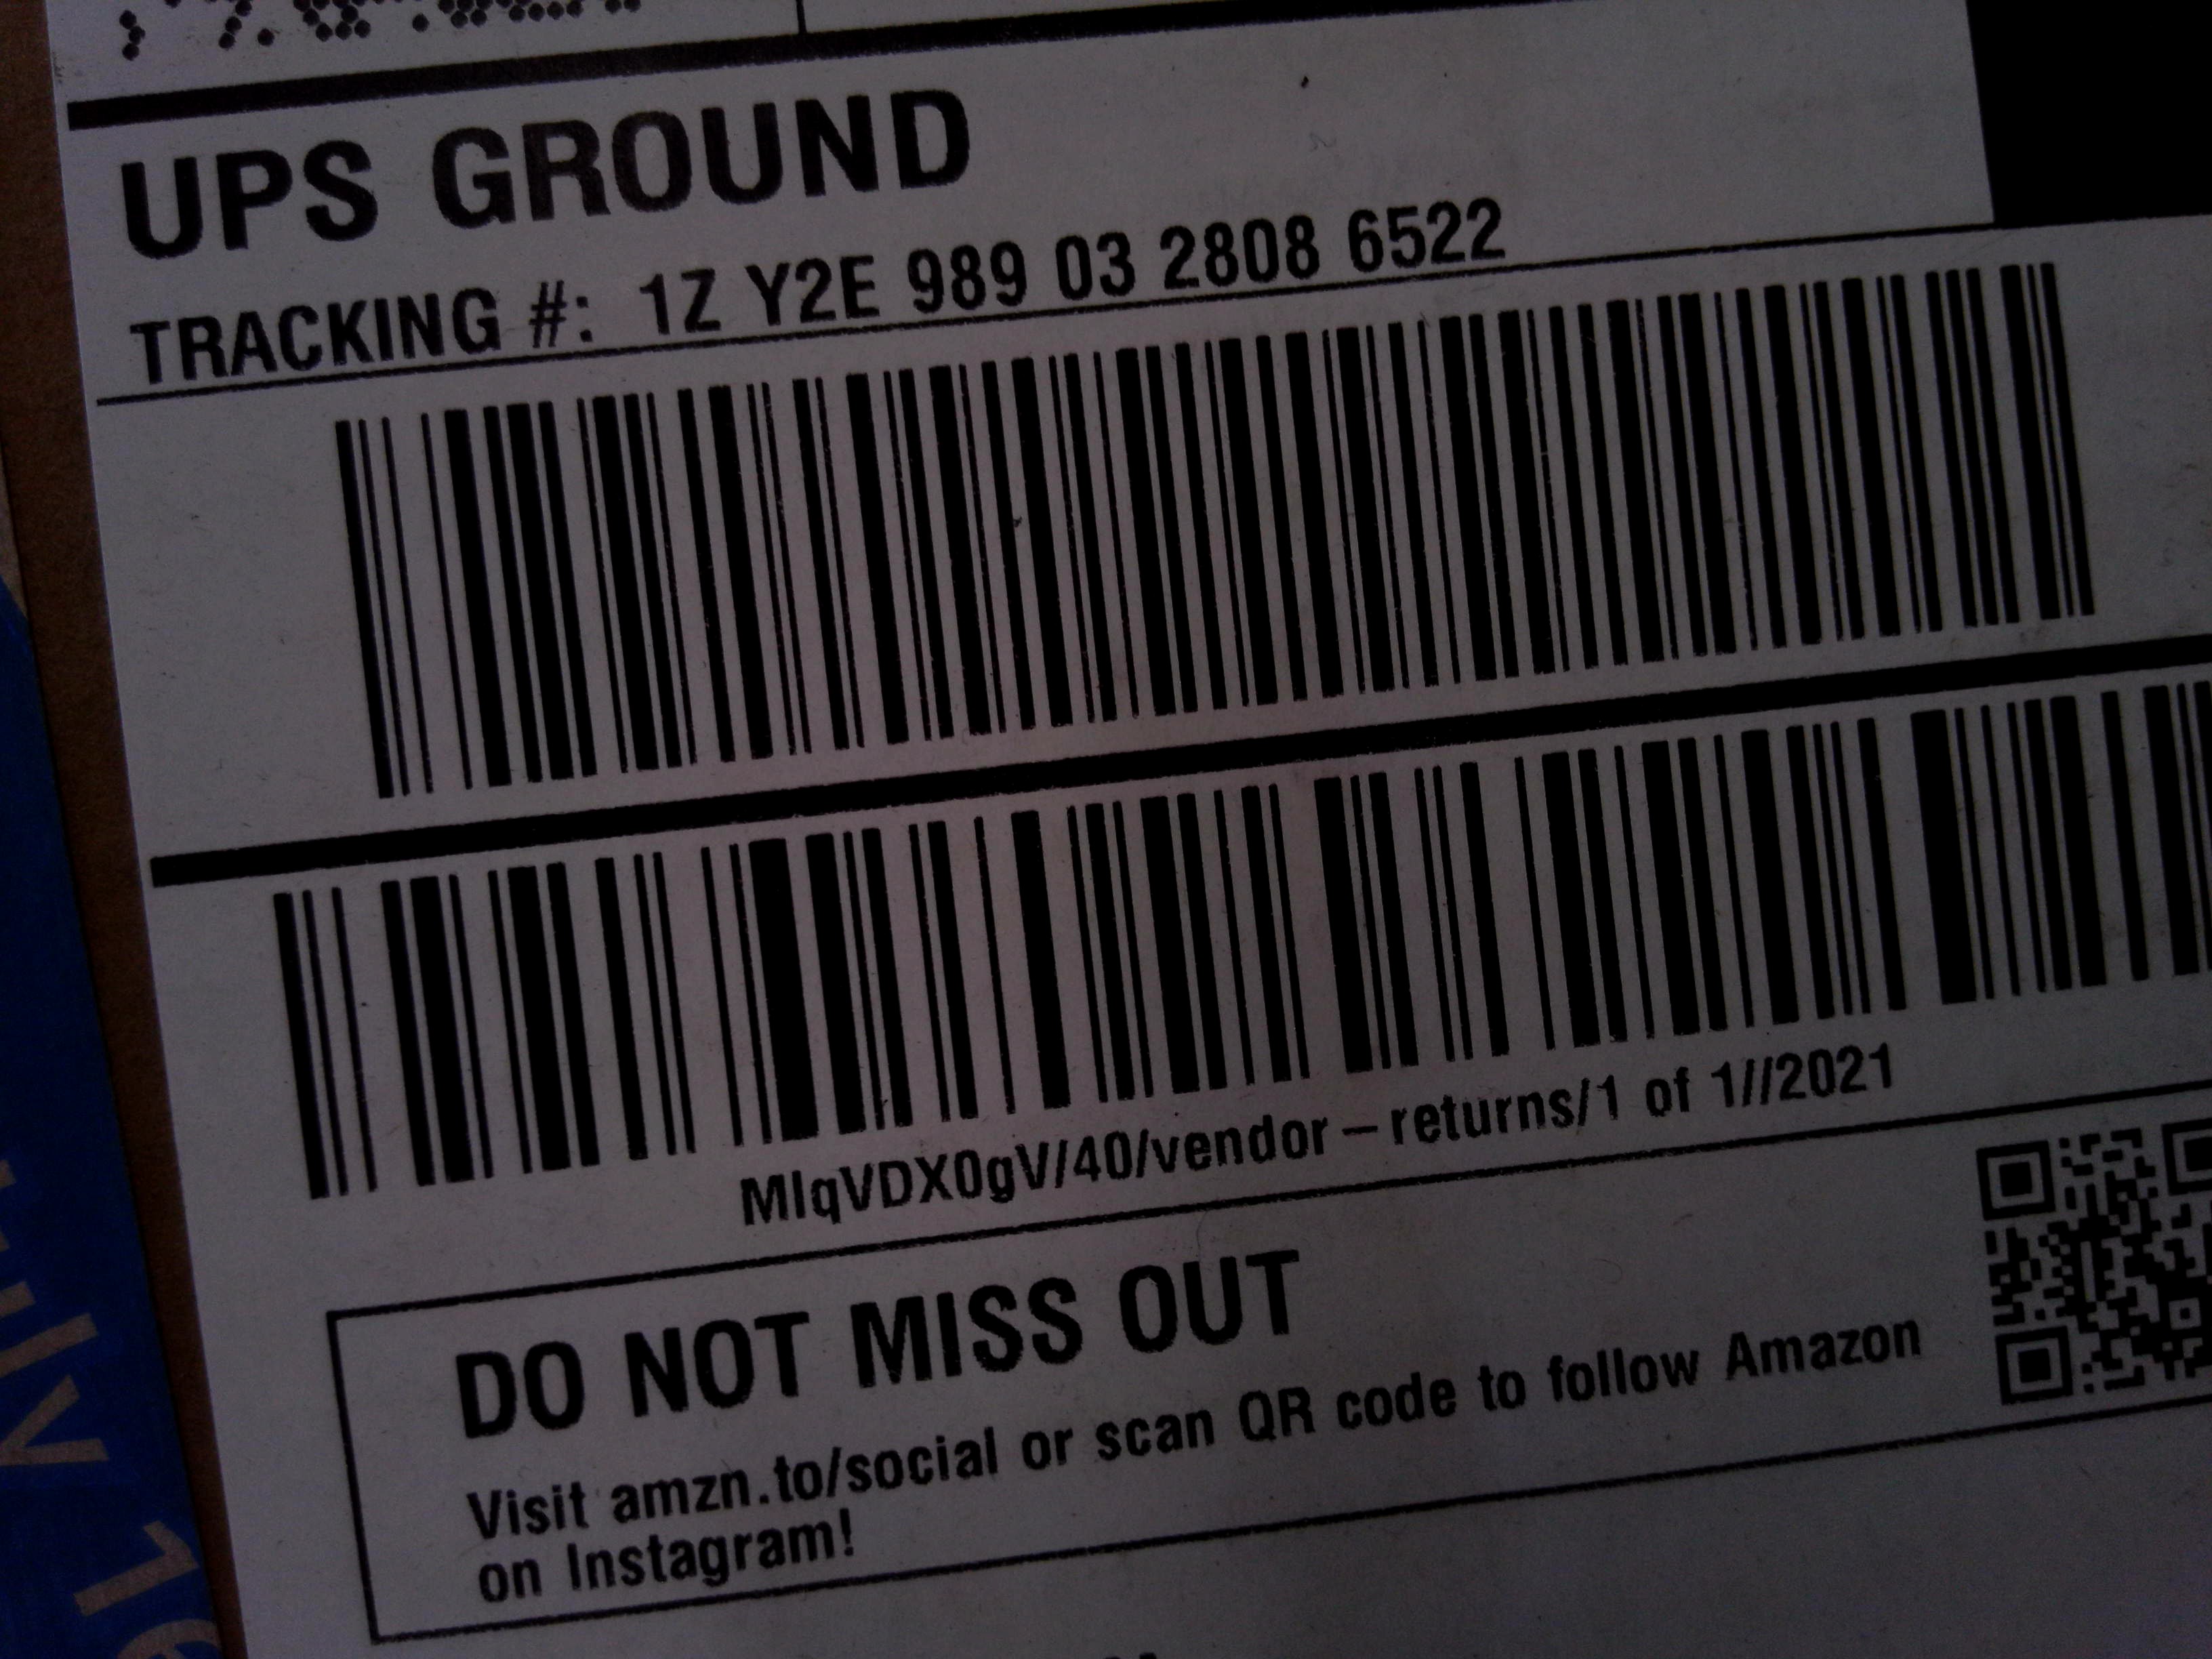 UPS GROUND
TRACKING #: 1Z Y2E 989 03 2808 6522
MIqVDX0gV/40/vendor-returns/1 of 1//2021
DO NOT MISS OUT
Visit amzn.to/social or scan QR code to follow Amazon
on Instagram!